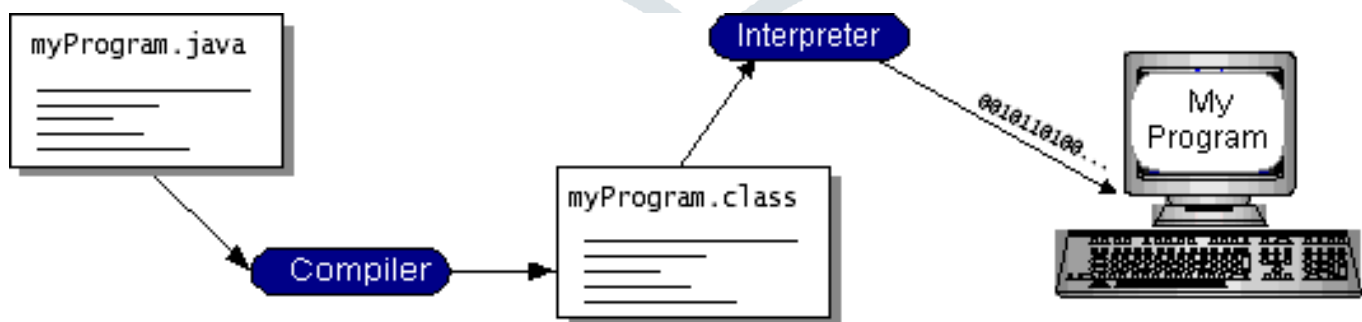 myProgram.java
Compiler
myProgram.class
Interpreter
0010110100...
My
Program